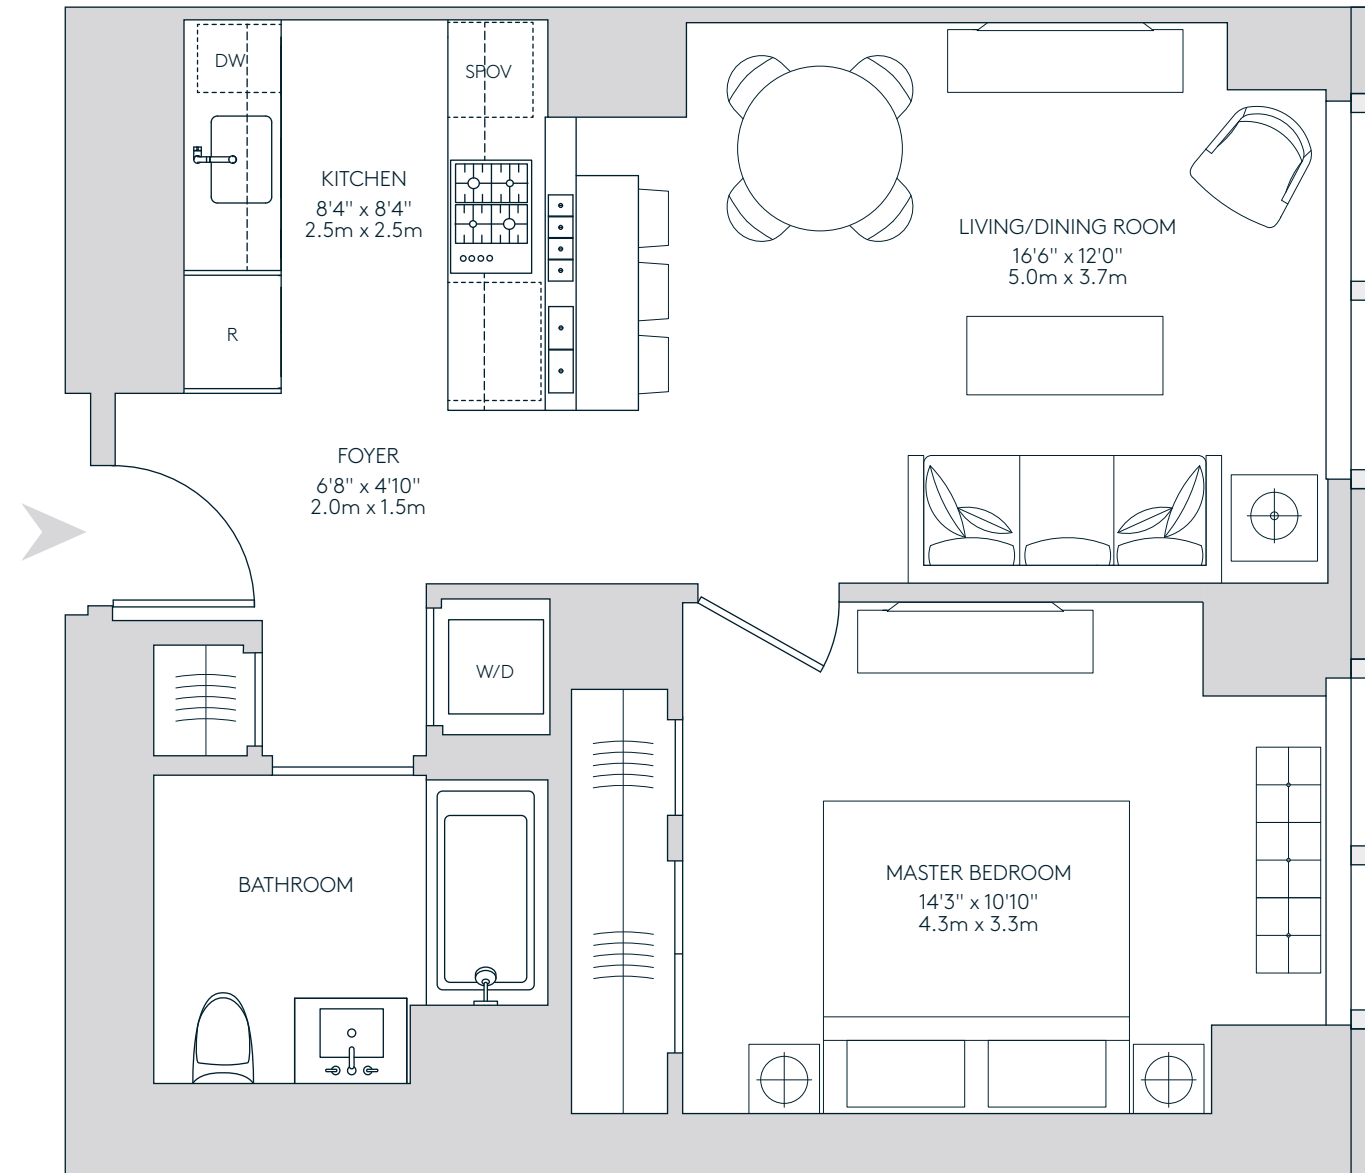 DW
SPOV
KITCHEN
8'4" x 8'4"
2.5m x 2.5m
LIVING/DINING ROOM
16'6" x 12'0"
5.0m x 3.7m
R
FOYER
6'8" x 4'10"
2.0m x 1.5m
W/D
BATHROOM
MASTER BEDROOM
14'3" x 10'10"
4.3m x 3.3m